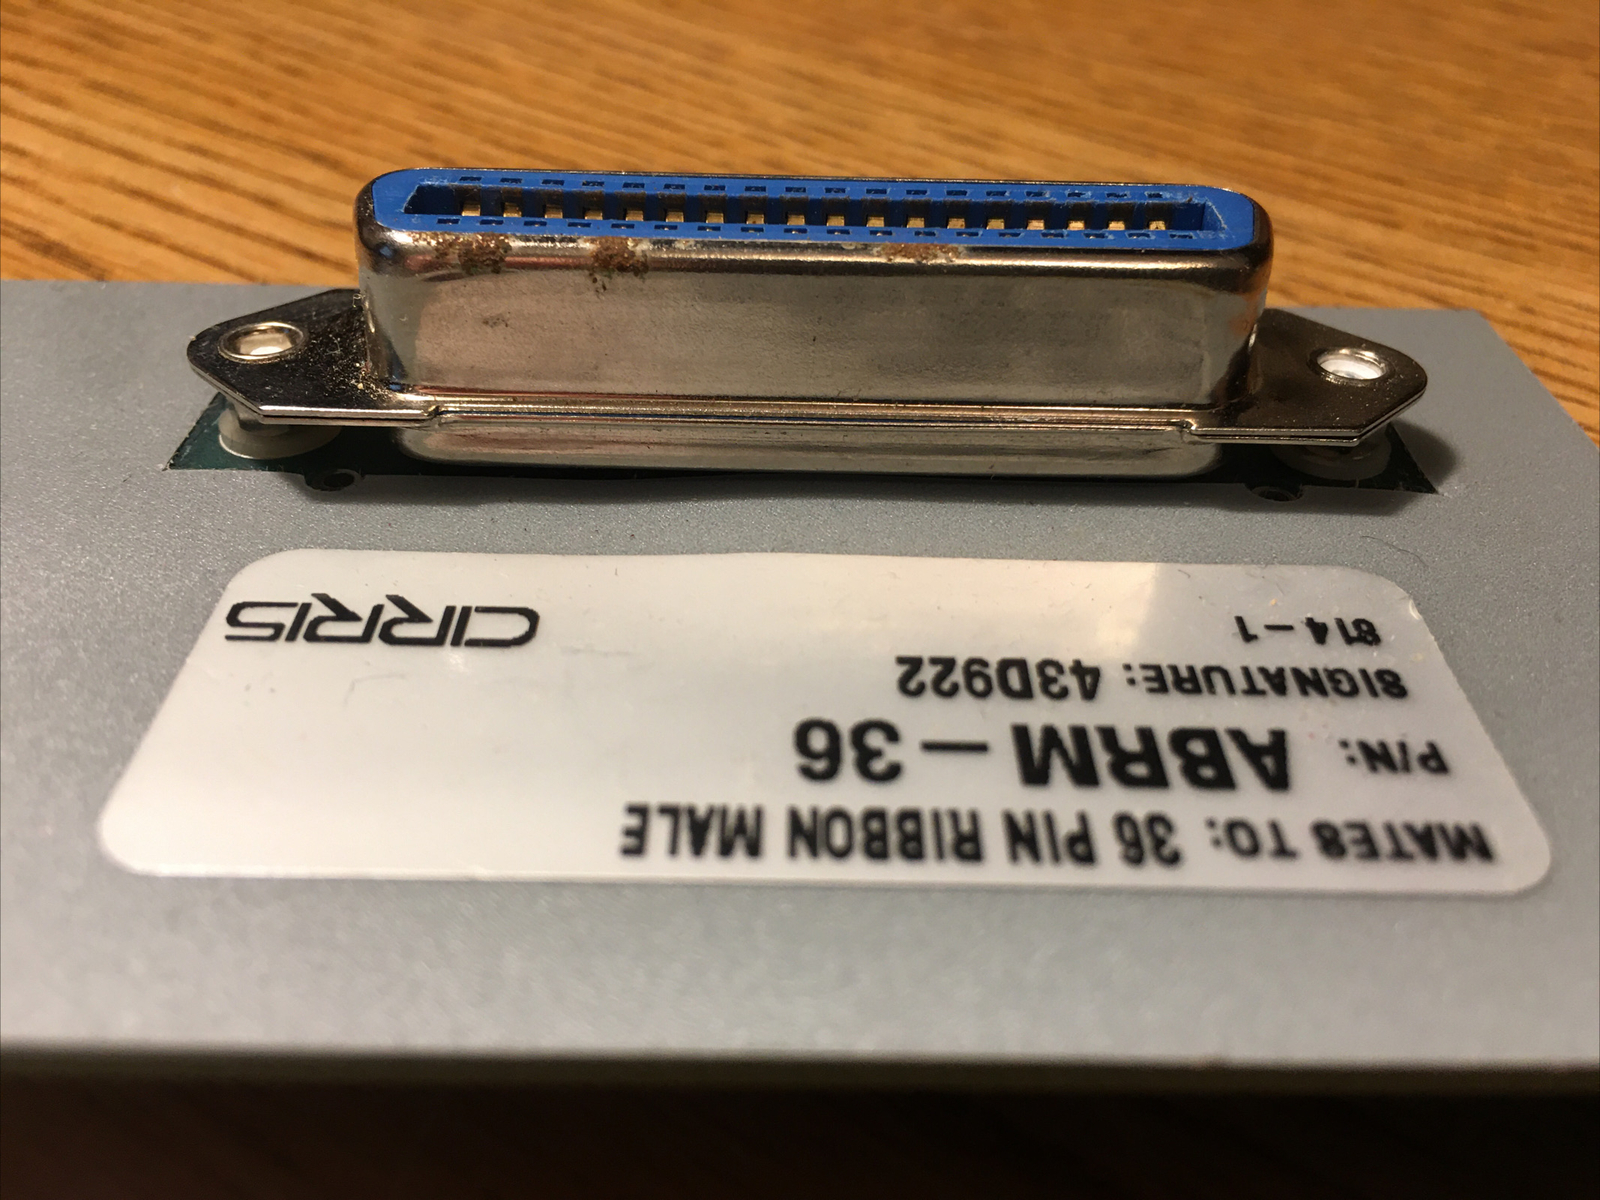 MATES TO: 36 PIN RIBBON MALE
P/N: ABRM-36
SIGNATURE: 43D922
814-1
CIRRIS